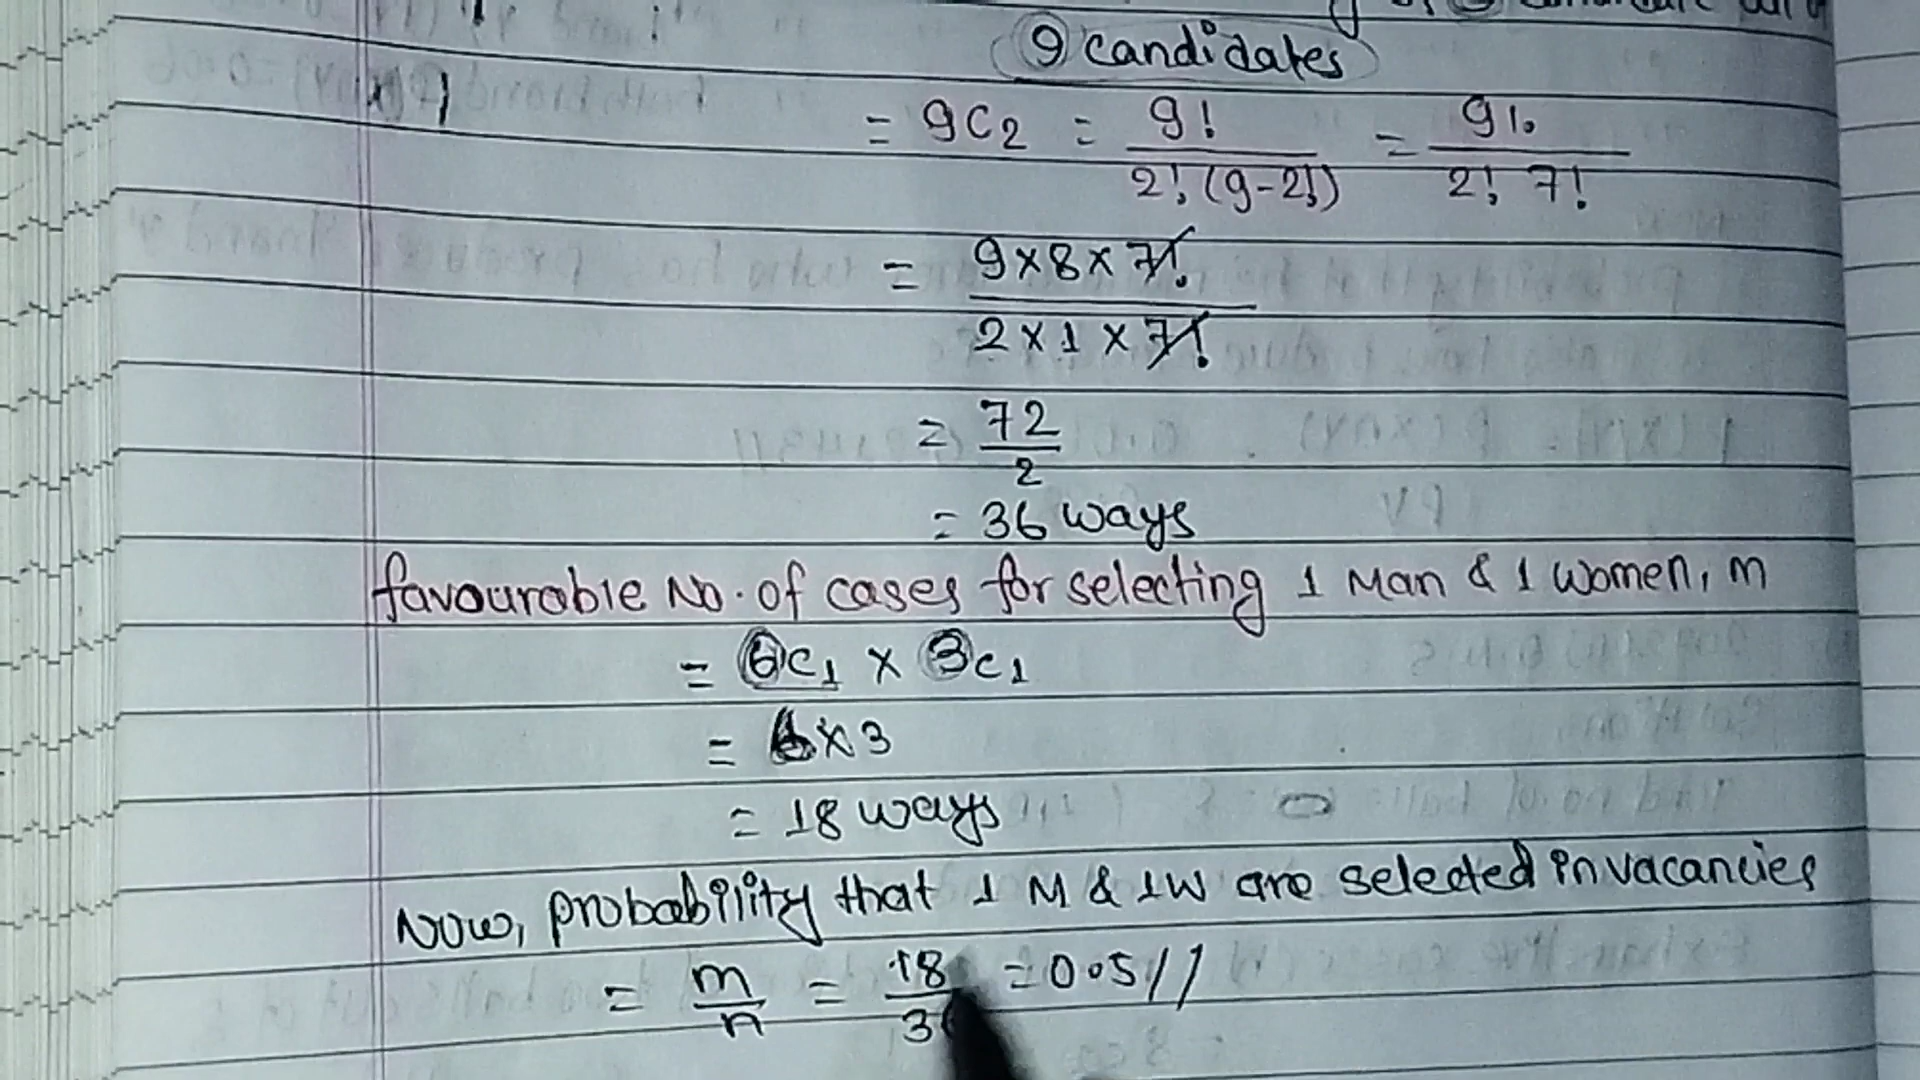 9 candidates
= 9C2 = 9! / 2! (9-2!) = 9! / 2! 7!
= 9 x 8 x 7! / 2 x 1 x 7!
= 72 / 2
= 36 ways
favourable No. of cases for selecting 1 Man & 1 Women, m
= 6C1 x 3C1
= 6x3
= 18 ways
Now, probability that 1 M & 1W are selected in vacancies
= m / n = 18 / 36 = 0.5//